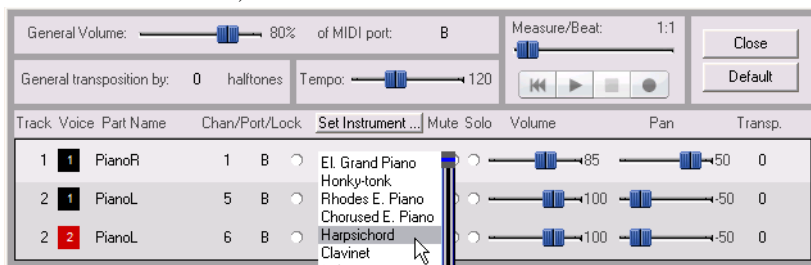 General Volume: 80% of MIDI port: B
Measure/Beat: 1:1
Close
General transposition by: 0 halftones Tempo: 120
Default
Track Voice Part Name Chan/Port/Lock Set Instrument ... Mute Solo Volume Pan Transp.
1 1 PianoR 1 B 85 50 0
2 1 PianoL 5 B 100 -50 0
2 2 PianoL 6 B 100 -50 0
El. Grand Piano
Honky-tonk
Rhodes E. Piano
Chorused E. Piano
Harpsichord
Clavinet